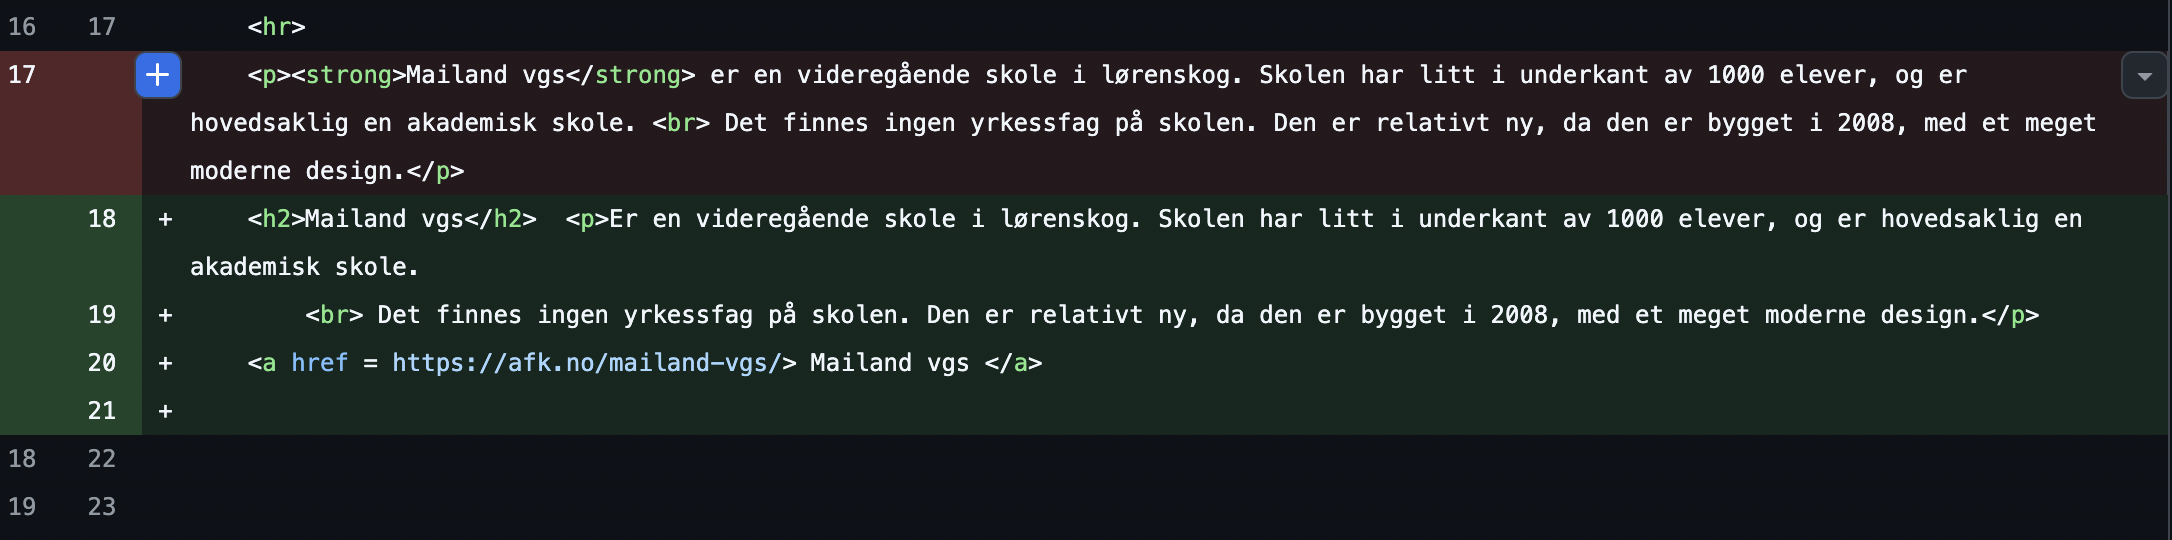 16 17 <hr>
17 + <p><strong>Mailand vgs</strong> er en videregående skole i lørenskog. Skolen har litt i underkant av 1000 elever, og er
hovedsaklig en akademisk skole. <br> Det finnes ingen yrkessfag på skolen. Den er relativt ny, da den er bygget i 2008, med et meget
moderne design.</p>
18 + <h2>Mailand vgs</h2>  <p>Er en videregående skole i lørenskog. Skolen har litt i underkant av 1000 elever, og er hovedsaklig en
akademisk skole.
19 + <br> Det finnes ingen yrkessfag på skolen. Den er relativt ny, da den er bygget i 2008, med et meget moderne design.</p>
20 + <a href = https://afk.no/mailand-vgs/> Mailand vgs </a>
21 +
18 22
19 23